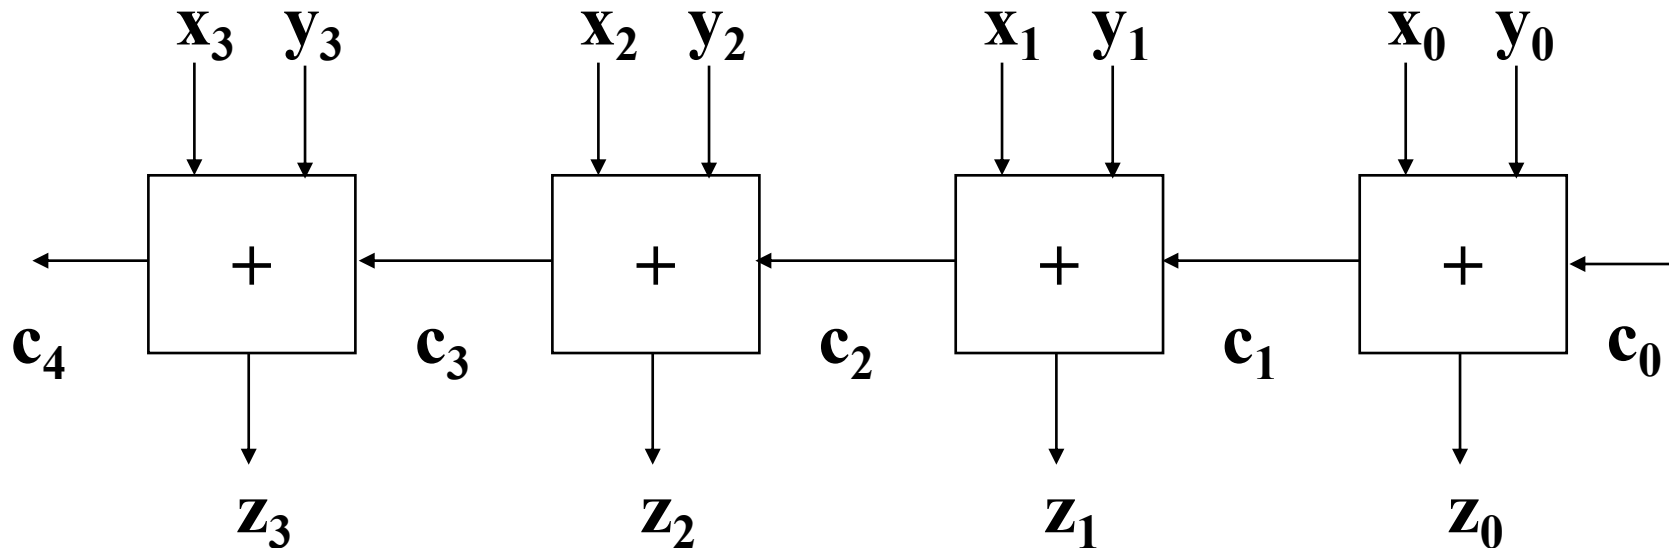 x₃ y₃ x₂ y₂ x₁ y₁ x₀ y₀
+ + + +
c₄ c₃ c₂ c₁ c₀
z₃ z₂ z₁ z₀